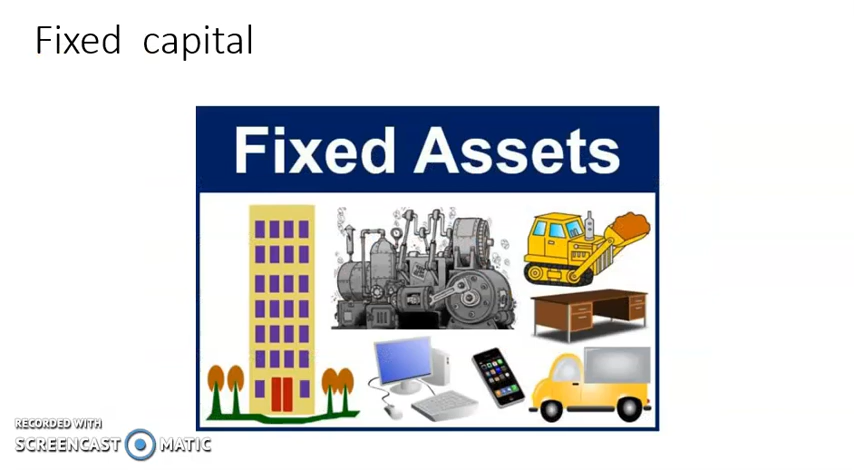 Fixed capital
Fixed Assets
RECORDED WITH
SCREENCAST MATIC